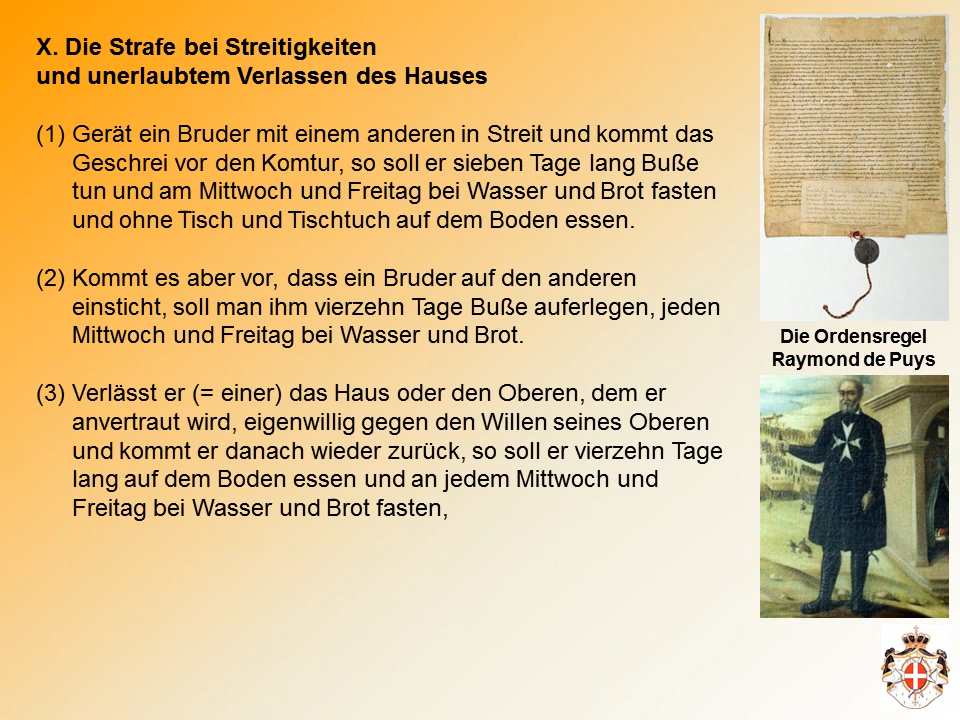 X. Die Strafe bei Streitigkeiten
und unerlaubtem Verlassen des Hauses
(1) Gerät ein Bruder mit einem anderen in Streit und kommt das
Geschrei vor den Komtur, so soll er sieben Tage lang Buße
tun und am Mittwoch und Freitag bei Wasser und Brot fasten
und ohne Tisch und Tischtuch auf dem Boden essen.
(2) Kommt es aber vor, dass ein Bruder auf den anderen
einsticht, soll man ihm vierzehn Tage Buße auferlegen, jeden
Mittwoch und Freitag bei Wasser und Brot.
(3) Verlässt er (= einer) das Haus oder den Oberen, dem er
anvertraut wird, eigenwillig gegen den Willen seines Oberen
und kommt er danach wieder zurück, so soll er vierzehn Tage
lang auf dem Boden essen und an jedem Mittwoch und
Freitag bei Wasser und Brot fasten,
Die Ordensregel
Raymond de Puys